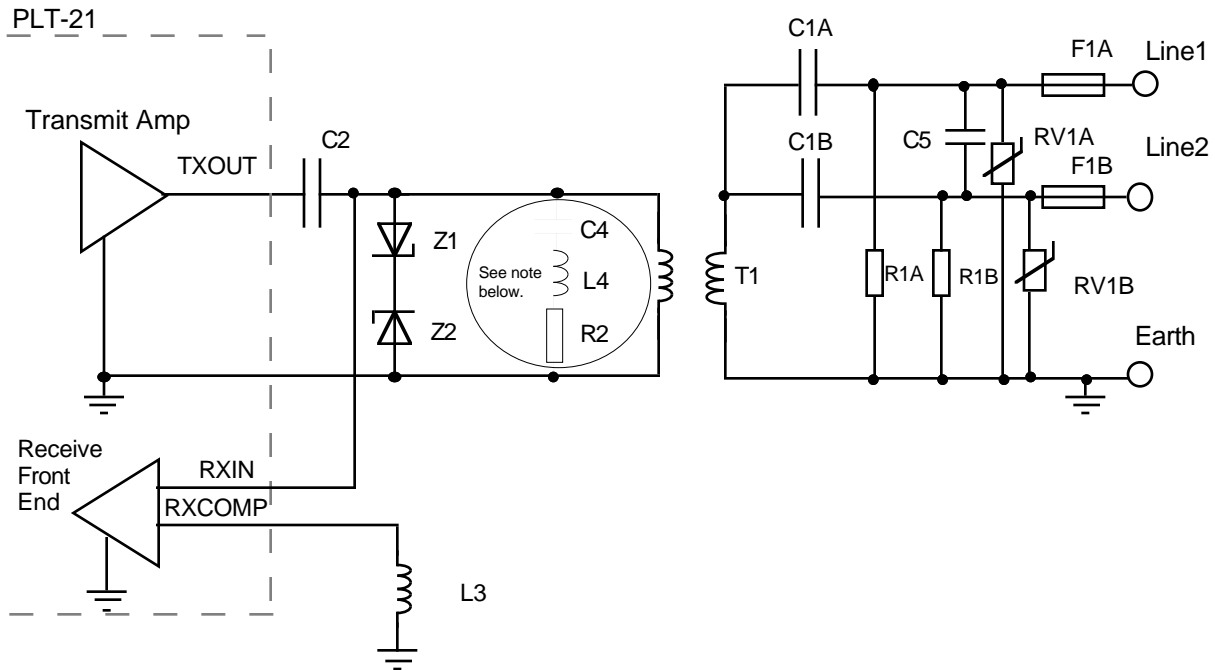 PLT-21
C1A
F1A
Line1
Transmit Amp
C2
TXOUT
C1B
C5
RV1A
Line2
F1B
Z1
C4
See note
below.
L4
T1
R1A
R1B
RV1B
Z2
R2
Earth
Receive
Front
End
RXIN
RXCOMP
L3